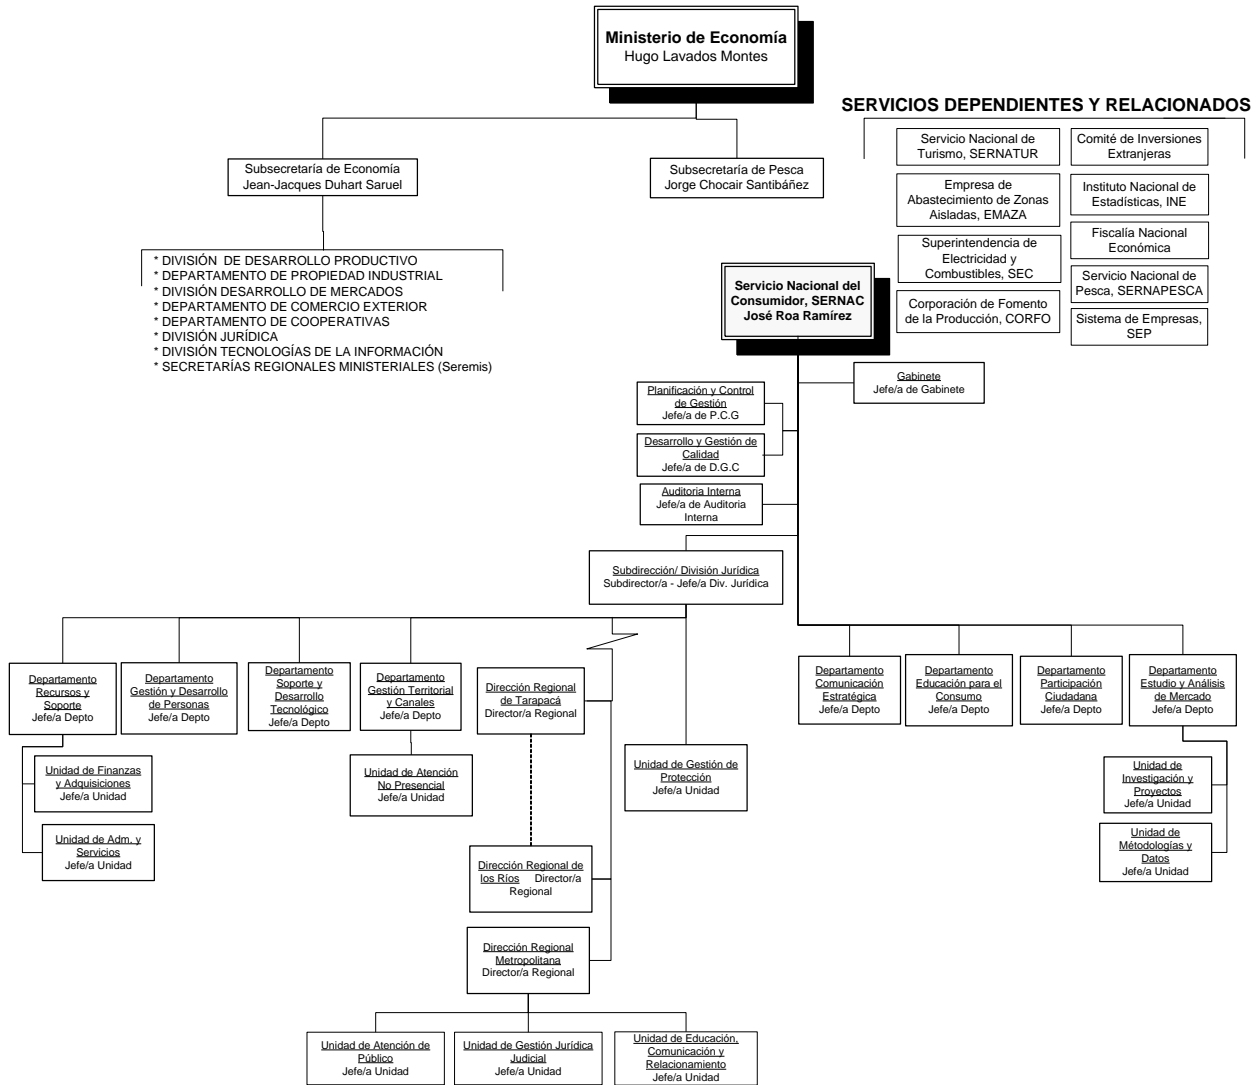 Ministerio de Economía
Hugo Lavados Montes
SERVICIOS DEPENDIENTES Y RELACIONADOS
Servicio Nacional de
Turismo, SERNATUR
Comité de Inversiones
Extranjeras
Empresa de
Abastecimiento de Zonas
Aisladas, EMAZA
Instituto Nacional de
Estadísticas, INE
Superintendencia de
Electricidad y
Combustibles, SEC
Fiscalía Nacional
Económica
Servicio Nacional de
Pesca, SERNAPESCA
Corporación de Fomento
de la Producción, CORFO
Sistema de Empresas,
SEP
Subsecretaría de Economía
Jean-Jacques Duhart Saruel
Subsecretaría de Pesca
Jorge Chocair Santibáñez
* DIVISIÓN  DE DESARROLLO PRODUCTIVO
* DEPARTAMENTO DE PROPIEDAD INDUSTRIAL
* DIVISIÓN DESARROLLO DE MERCADOS
* DEPARTAMENTO DE COMERCIO EXTERIOR
* DEPARTAMENTO DE COOPERATIVAS
* DIVISIÓN JURÍDICA
* DIVISIÓN TECNOLOGÍAS DE LA INFORMACIÓN
* SECRETARÍAS REGIONALES MINISTERIALES (Seremis)
Servicio Nacional del
Consumidor, SERNAC
José Roa Ramírez
Gabinete
Jefe/a de Gabinete
Planificación y Control
de Gestión
Jefe/a de P.C.G
Desarrollo y Gestión de
Calidad
Jefe/a de D.G.C
Auditoria Interna
Jefe/a de Auditoria
Interna
Subdirección/ División Jurídica
Subdirector/a - Jefe/a Div. Jurídica
Departamento
Recursos y
Soporte
Jefe/a Depto
Departamento
Gestión y Desarrollo
de Personas
Jefe/a Depto
Departamento
Soporte y
Desarrollo
Tecnológico
Jefe/a Depto
Departamento
Gestión Territorial
y Canales
Jefe/a Depto
Dirección Regional
de Tarapacá
Director/a Regional
Departamento
Comunicación
Estratégica
Jefe/a Depto
Departamento
Educación para el
Consumo
Jefe/a Depto
Departamento
Participación
Ciudadana
Jefe/a Depto
Departamento
Estudio y Análisis
de Mercado
Jefe/a Depto
Unidad de Finanzas
y Adquisiciones
Jefe/a Unidad
Unidad de Atención
No Presencial
Jefe/a Unidad
Unidad de Gestión de
Protección
Jefe/a Unidad
Unidad de
Investigación y
Proyectos
Jefe/a Unidad
Unidad de Adm. y
Servicios
Jefe/a Unidad
Unidad de
Métodologías y
Datos
Jefe/a Unidad
Dirección Regional de
los Ríos    Director/a
Regional
Dirección Regional
Metropolitana
Director/a Regional
Unidad de Atención de
Público
Jefe/a Unidad
Unidad de Gestión Jurídica
Judicial
Jefe/a Unidad
Unidad de Educación,
Comunicación y
Relacionamiento
Jefe/a Unidad